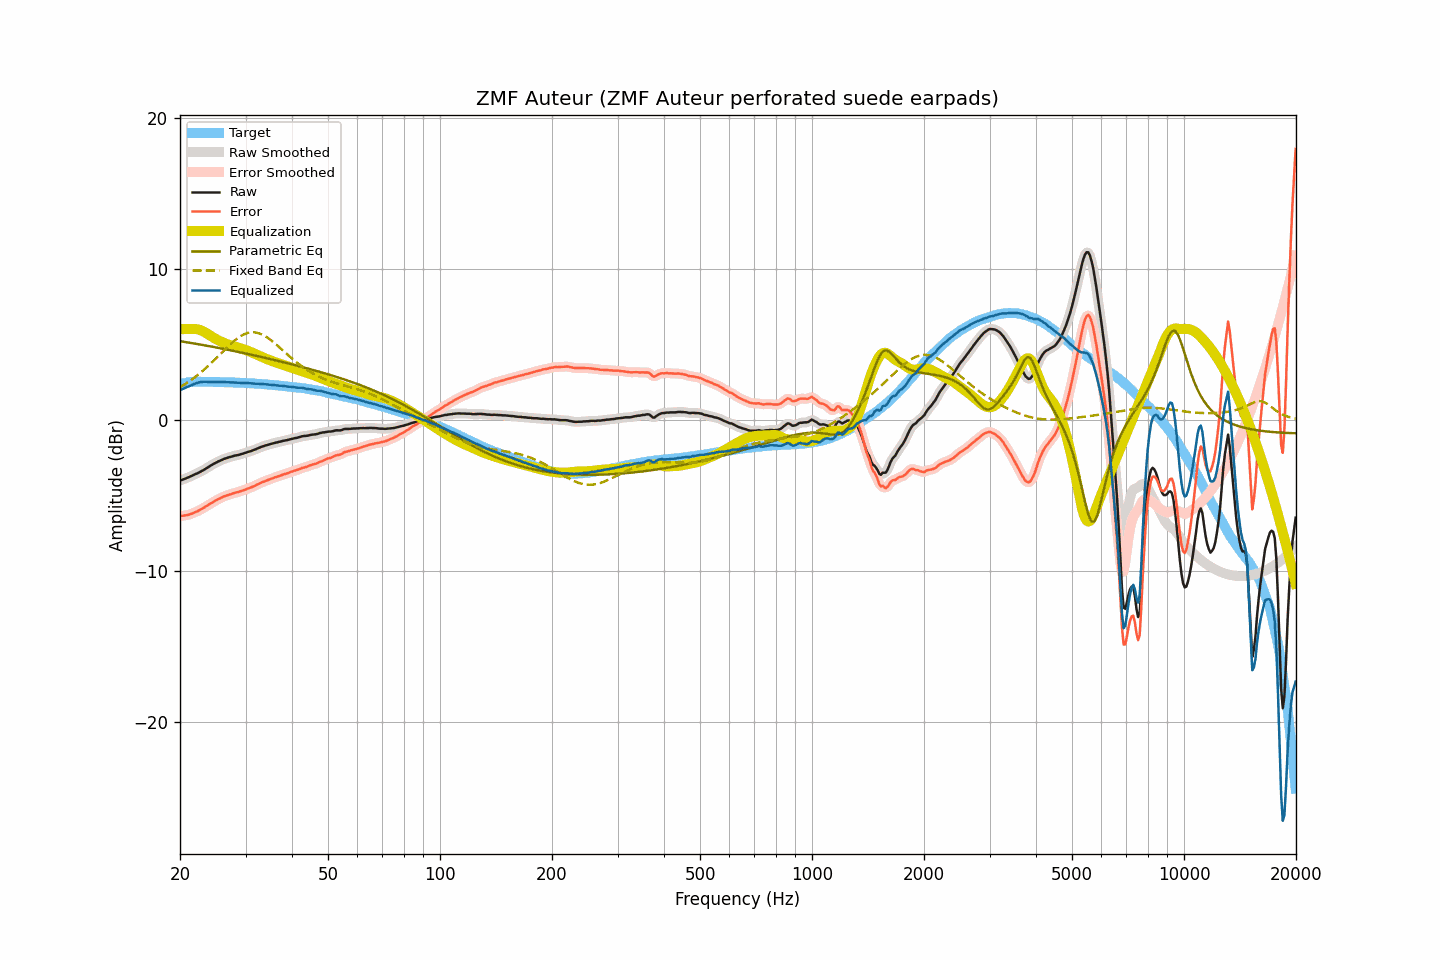 ZMF Auteur (ZMF Auteur perforated suede earpads)
20
10
0
−10
−20
Amplitude (dBr)
Target
Raw Smoothed
Error Smoothed
Raw
Error
Equalization
Parametric Eq
Fixed Band Eq
Equalized
20 50 100 200 500 1000 2000 5000 10000 20000
Frequency (Hz)